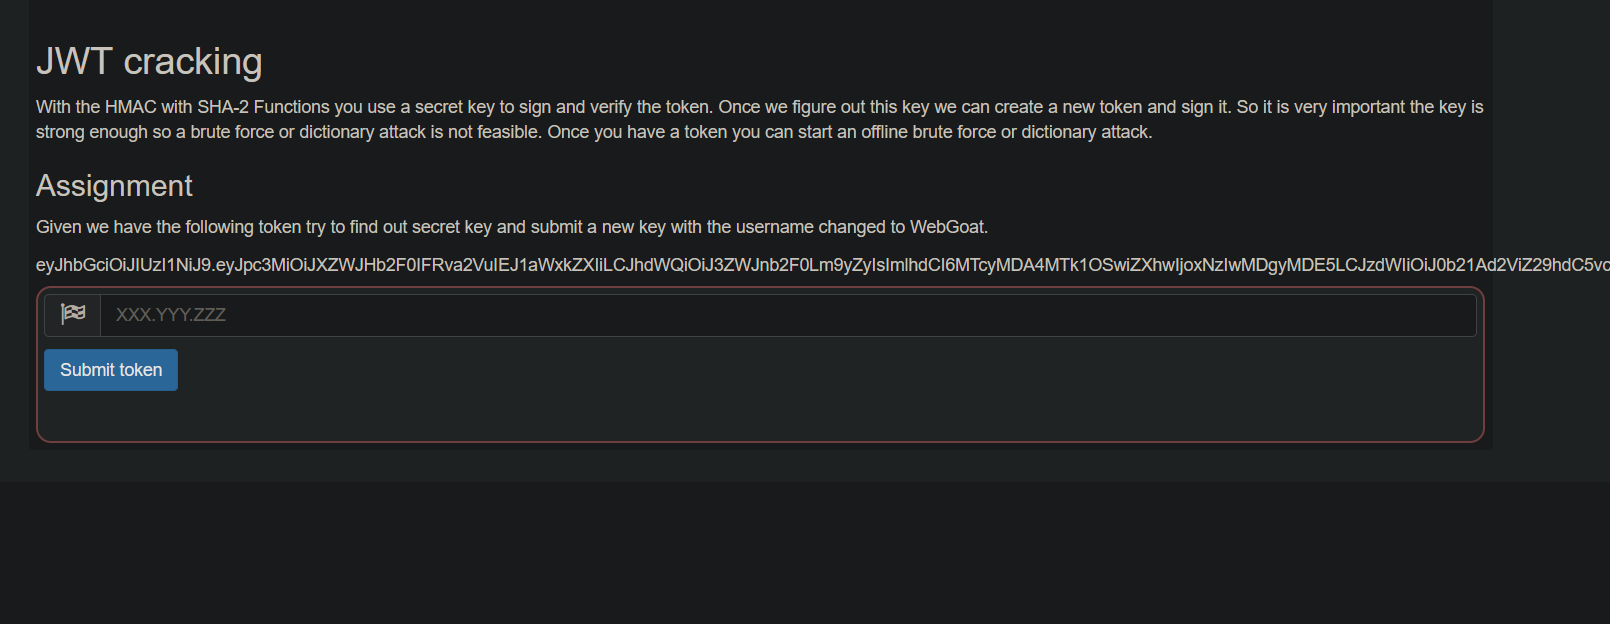 JWT cracking
With the HMAC with SHA-2 Functions you use a secret key to sign and verify the token. Once we figure out this key we can create a new token and sign it. So it is very important the key is
strong enough so a brute force or dictionary attack is not feasible. Once you have a token you can start an offline brute force or dictionary attack.
Assignment
Given we have the following token try to find out secret key and submit a new key with the username changed to WebGoat.
eyJhbGciOiJIUzI1NiJ9.eyJpc3MiOiJXZWJHb2F0IFRva2VuIEJ1aWxkZXIiLCJhdWQiOiJ3ZWJnb2F0Lm9yZyIsImlhdCI6MTcyMDA4MTk1OSwiZXhwIjoxNzIwMDgyMDE5LCJzdWIiOiJ0b21Ad2ViZ29hdC5vc
XXX.YYY.ZZZ
Submit token